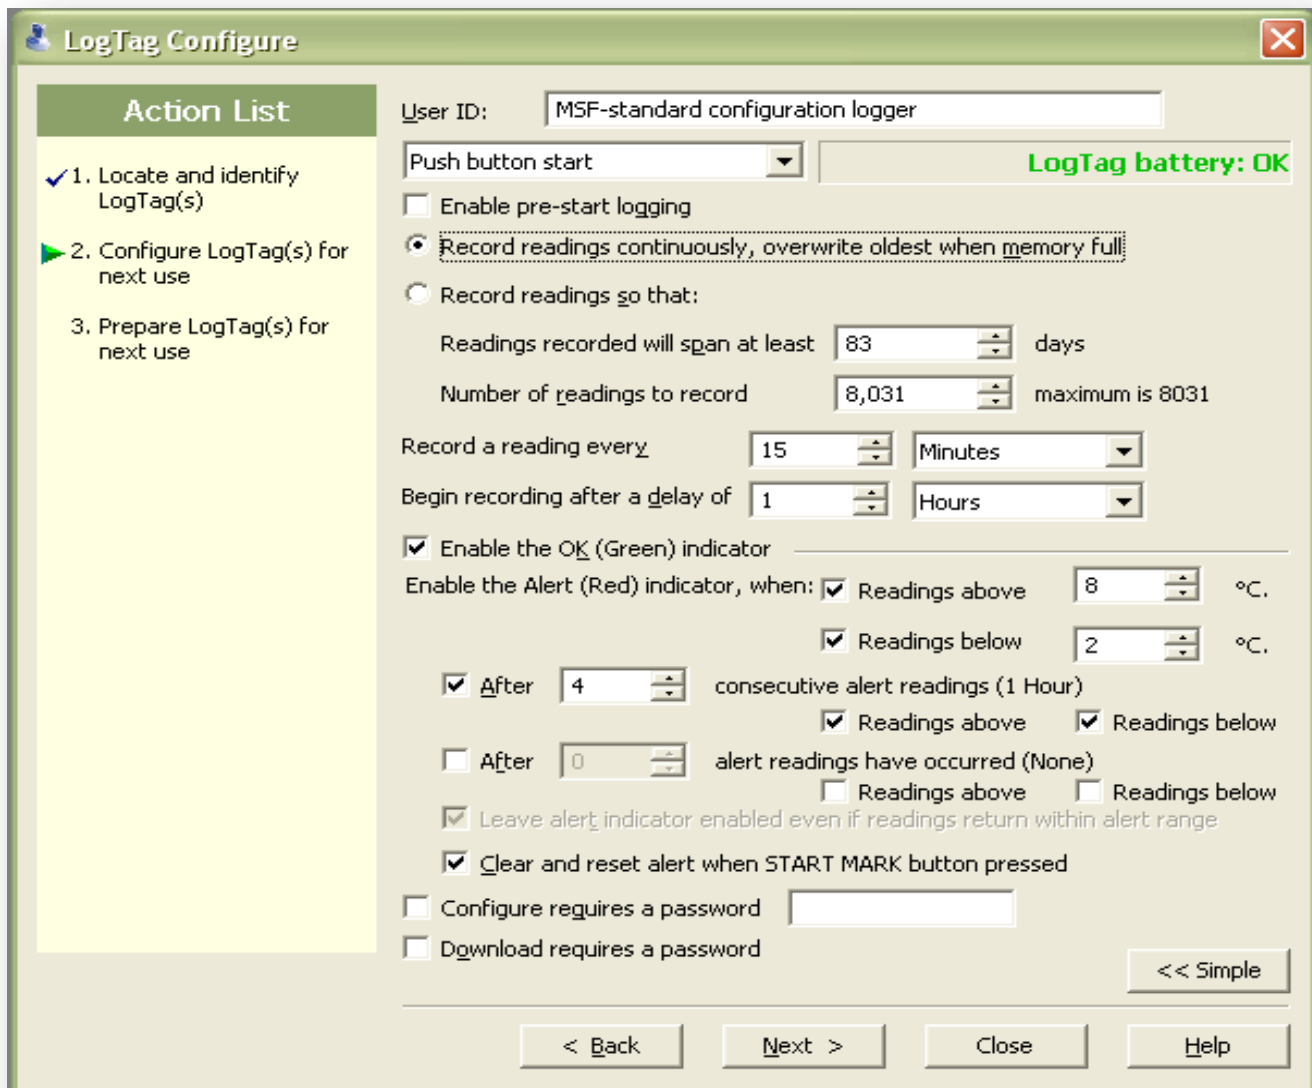 LogTag Configure
Action List
1. Locate and identify
LogTag(s)
2. Configure LogTag(s) for
next use
3. Prepare LogTag(s) for
next use
User ID: MSF-standard configuration logger
Push button start LogTag battery: OK
Enable pre-start logging
Record readings continuously, overwrite oldest when memory full
Record readings so that:
Readings recorded will span at least 83 days
Number of readings to record 8,031 maximum is 8031
Record a reading every 15 Minutes
Begin recording after a delay of 1 Hours
Enable the OK (Green) indicator
Enable the Alert (Red) indicator, when: Readings above 8 °C.
Readings below 2 °C.
After 4 consecutive alert readings (1 Hour)
Readings above Readings below
After 0 alert readings have occurred (None)
Readings above Readings below
Leave alert indicator enabled even if readings return within alert range
Clear and reset alert when START MARK button pressed
Configure requires a password
Download requires a password
<< Simple
< Back Next > Close Help